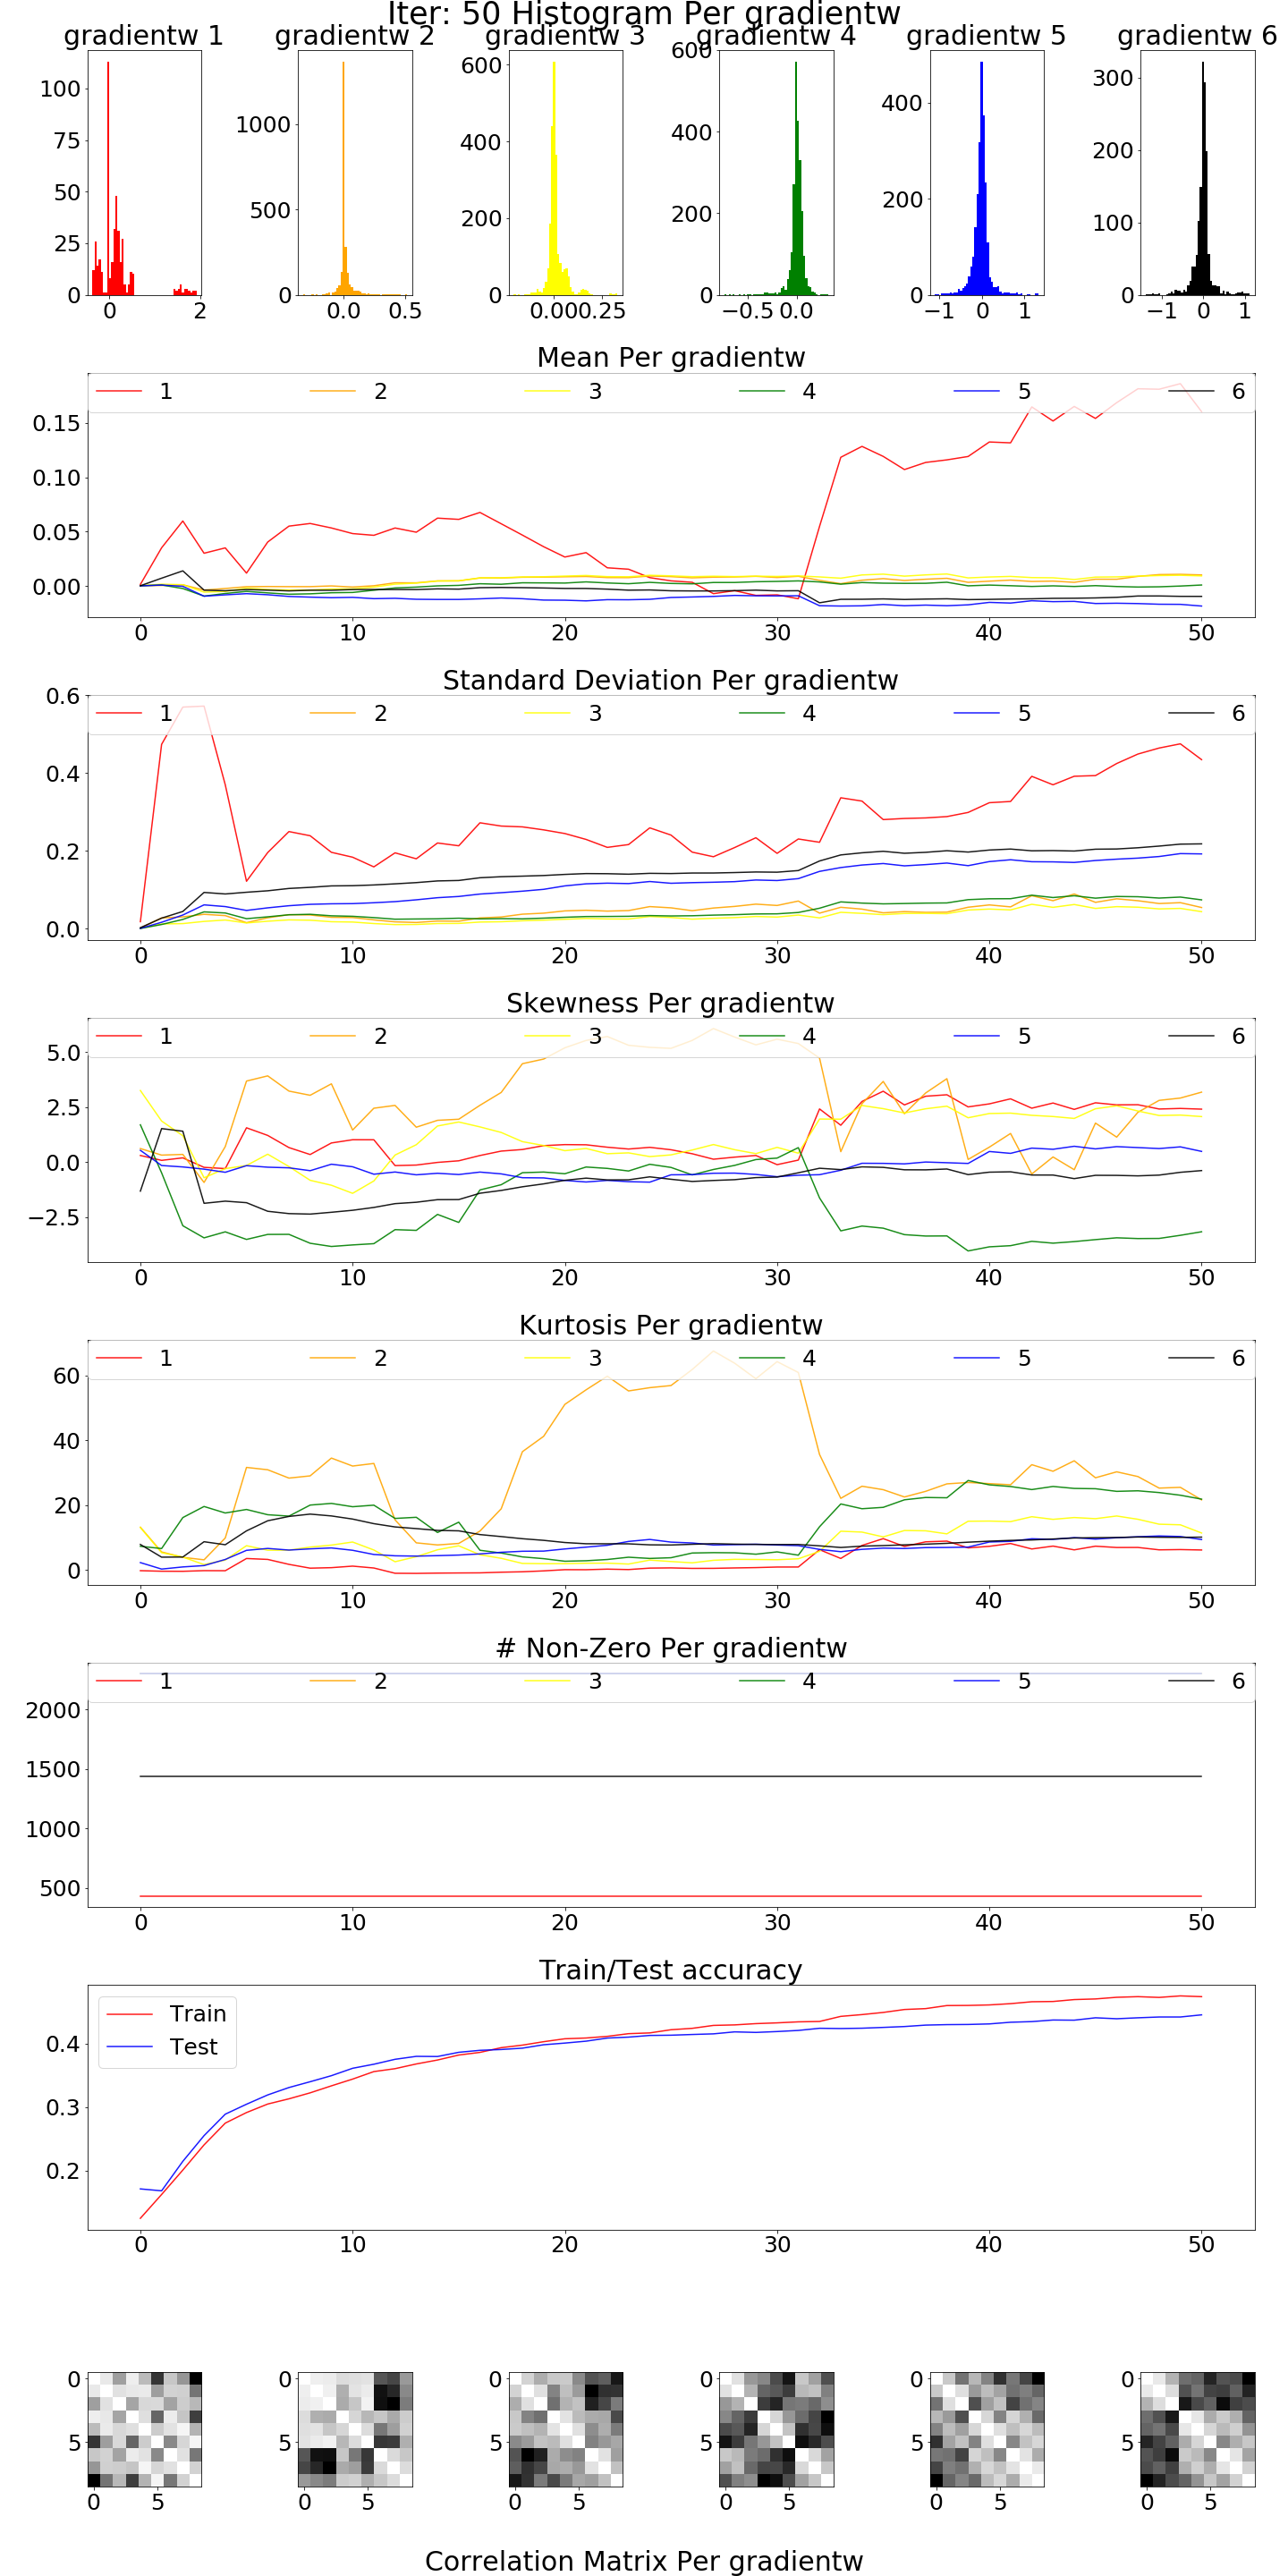 Iter: 50 Histogram Per gradientw
gradientw 1 gradientw 2 gradientw 3 gradientw 4 gradientw 5 gradientw 6
100 75 50 25 0
0 2
1000 500 0
0.0 0.5
600 400 200 0
0.00 0.25
600 400 200 0
−0.5 0.0
400 200 0
−1 0 1
300 200 100 0
−1 0 1
Mean Per gradientw
1 2 3 4 5 6
0.15
0.10
0.05
0.00
0 10 20 30 40 50
Standard Deviation Per gradientw
0.6
1 2 3 4 5 6
0.4
0.2
0.0
0 10 20 30 40 50
Skewness Per gradientw
1 2 3 4 5 6
5.0
2.5
0.0
−2.5
0 10 20 30 40 50
Kurtosis Per gradientw
1 2 3 4 5 6
60
40
20
0
0 10 20 30 40 50
# Non-Zero Per gradientw
1 2 3 4 5 6
2000
1500
1000
500
0 10 20 30 40 50
Train/Test accuracy
Train
Test
0.4
0.3
0.2
0 10 20 30 40 50
0 0 0 0 0 0
5 5 5 5 5 5
0 5 0 5 0 5 0 5 0 5 0 5
Correlation Matrix Per gradientw